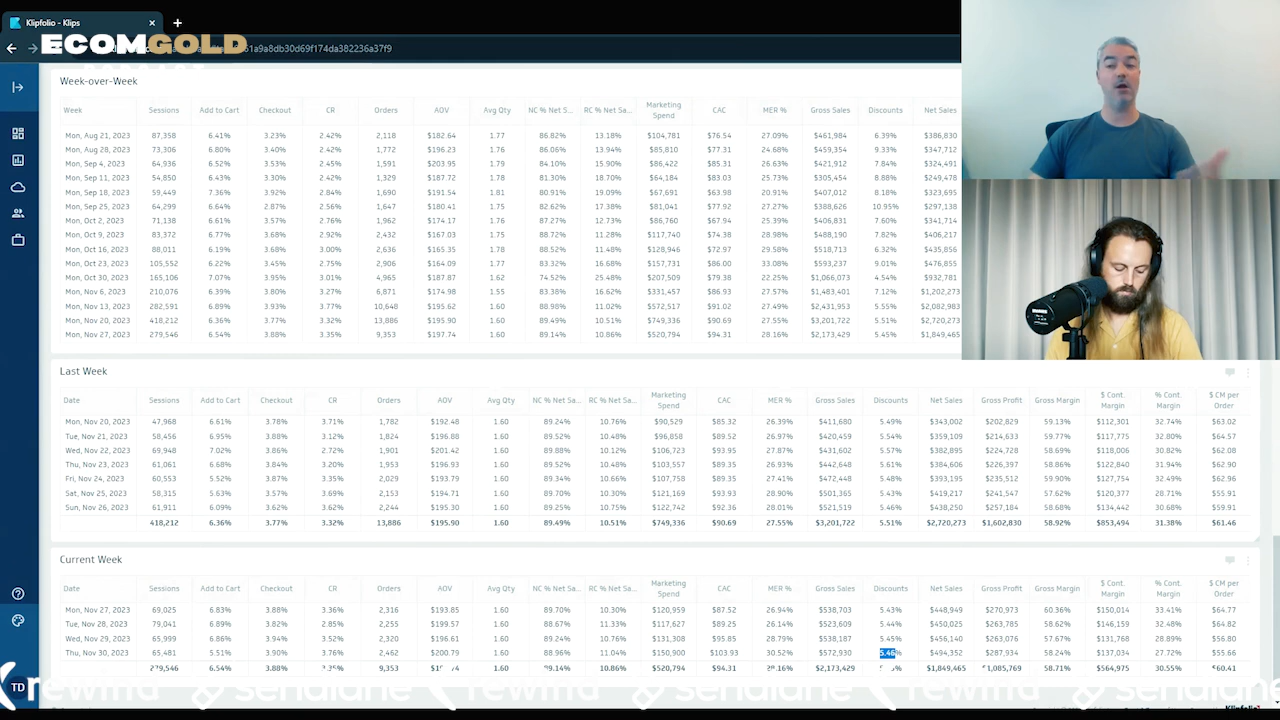 Klipfolio - Klips
ECOMGOLD
61a9a8db30d69f174da382236a37f9
Week-over-Week
Week Sessions Add to Cart Checkout CR Orders AOV Avg Qty NC % Net S... RC % Net Sa... Marketing Spend CAC MER % Gross Sales Discounts Net Sales
Mon, Aug 21, 2023 87,358 6.41% 3.23% 2.42% 2,118 $182.64 1.77 86.82% 13.18% $104,781 $76.54 27.09% $461,984 6.39% $386,830
Mon, Aug 28, 2023 73,306 6.80% 3.40% 2.42% 1,772 $196.23 1.76 86.06% 13.94% $85,810 $77.31 24.68% $459,354 9.33% $347,712
Mon, Sep 4, 2023 64,936 6.52% 3.53% 2.45% 1,591 $203.95 1.79 84.10% 15.90% $86,422 $85.31 26.63% $421,912 7.84% $324,491
Mon, Sep 11, 2023 54,850 6.43% 3.30% 2.42% 1,329 $187.72 1.78 81.30% 18.70% $64,184 $83.03 25.73% $305,454 8.88% $249,478
Mon, Sep 18, 2023 59,449 7.36% 3.92% 2.84% 1,690 $191.54 1.81 80.91% 19.09% $67,691 $63.98 20.91% $407,012 8.18% $323,695
Mon, Sep 25, 2023 64,299 6.64% 2.87% 2.56% 1,647 $180.41 1.75 82.62% 17.38% $81,041 $77.92 27.27% $388,626 10.95% $297,138
Mon, Oct 2, 2023 71,138 6.61% 3.57% 2.76% 1,962 $174.17 1.76 87.27% 12.73% $86,760 $67.94 25.39% $406,831 7.60% $341,714
Mon, Oct 9, 2023 83,372 6.77% 3.68% 2.92% 2,432 $167.03 1.75 88.72% 11.28% $117,740 $74.38 28.98% $488,190 7.82% $406,217
Mon, Oct 16, 2023 88,011 6.19% 3.29% 3.00% 2,636 $165.35 1.78 88.52% 11.48% $128,946 $72.97 29.58% $518,713 6.32% $435,856
Mon, Oct 23, 2023 105,552 6.22% 3.45% 2.75% 2,906 $164.09 1.77 83.32% 16.68% $157,731 $86.00 33.08% $593,237 9.01% $476,855
Mon, Oct 30, 2023 165,106 7.07% 3.95% 3.01% 4,965 $187.87 1.62 74.52% 25.48% $207,509 $79.38 22.25% $1,066,073 4.54% $932,781
Mon, Nov 6, 2023 210,076 6.39% 3.80% 3.27% 6,871 $174.98 1.55 83.38% 16.62% $331,457 $86.93 27.57% $1,483,401 7.12% $1,202,273
Mon, Nov 13, 2023 282,591 6.89% 3.93% 3.77% 10,648 $195.62 1.60 88.98% 11.02% $572,517 $91.02 27.49% $2,431,953 5.55% $2,082,983
Mon, Nov 20, 2023 418,212 6.36% 3.77% 3.32% 13,886 $195.90 1.60 89.49% 10.51% $749,336 $90.69 27.55% $3,201,722 5.51% $2,720,273
Mon, Nov 27, 2023 279,546 6.54% 3.88% 3.35% 9,353 $197.74 1.60 89.14% 10.86% $520,794 $94.31 28.16% $2,173,429 5.45% $1,849,465
Last Week
Date Sessions Add to Cart Checkout CR Orders AOV Avg Qty NC % Net Sa... RC % Net Sa... Marketing Spend CAC MER % Gross Sales Discounts Net Sales Gross Profit Gross Margin $ Cont. Margin % Cont. Margin $ CM per Order
Mon, Nov 20, 2023 47,968 6.61% 3.78% 3.71% 1,782 $192.48 1.60 89.24% 10.76% $90,529 $85.32 26.39% $411,680 5.49% $343,002 $202,829 59.13% $112,301 32.74% $63.02
Tue, Nov 21, 2023 58,456 6.95% 3.88% 3.12% 1,824 $196.88 1.60 89.52% 10.48% $96,858 $89.52 26.97% $420,459 5.54% $359,109 $214,633 59.77% $117,775 32.80% $64.57
Wed, Nov 22, 2023 69,948 7.02% 3.86% 2.72% 1,901 $201.42 1.60 89.88% 10.12% $106,723 $93.95 27.87% $431,602 5.57% $382,895 $224,728 58.69% $118,006 30.82% $62.08
Thu, Nov 23, 2023 61,061 6.68% 3.84% 3.20% 1,953 $196.93 1.60 89.52% 10.48% $103,557 $89.35 26.93% $442,648 5.61% $384,606 $226,397 58.86% $122,840 31.94% $62.90
Fri, Nov 24, 2023 60,553 5.52% 3.87% 3.35% 2,029 $193.79 1.60 89.34% 10.66% $107,758 $89.35 27.41% $472,448 5.48% $393,195 $235,512 59.90% $127,754 32.49% $62.96
Sat, Nov 25, 2023 58,315 5.63% 3.57% 3.69% 2,153 $194.71 1.60 89.70% 10.30% $121,169 $93.93 28.90% $501,365 5.43% $419,217 $241,547 57.62% $120,377 28.71% $55.91
Sun, Nov 26, 2023 61,911 6.09% 3.62% 3.62% 2,244 $195.30 1.60 89.25% 10.75% $122,742 $92.36 28.01% $521,519 5.46% $438,250 $257,184 58.68% $134,442 30.68% $59.91
418,212 6.36% 3.77% 3.32% 13,886 $195.90 1.60 89.49% 10.51% $749,336 $90.69 27.55% $3,201,722 5.51% $2,720,273 $1,602,830 58.92% $853,494 31.38% $61.46
Current Week
Date Sessions Add to Cart Checkout CR Orders AOV Avg Qty NC % Net Sa... RC % Net Sa... Marketing Spend CAC MER % Gross Sales Discounts Net Sales Gross Profit Gross Margin $ Cont. Margin % Cont. Margin $ CM per Order
Mon, Nov 27, 2023 69,025 6.83% 3.88% 3.36% 2,316 $193.85 1.60 89.70% 10.30% $120,959 $87.52 26.94% $538,703 5.43% $448,949 $270,973 60.36% $150,014 33.41% $64.77
Tue, Nov 28, 2023 79,041 6.89% 3.82% 2.85% 2,255 $199.57 1.60 88.67% 11.33% $117,627 $89.25 26.14% $523,609 5.44% $450,025 $263,785 58.62% $146,159 32.48% $64.82
Wed, Nov 29, 2023 65,999 6.86% 3.94% 3.52% 2,320 $196.61 1.60 89.24% 10.76% $131,308 $95.85 28.79% $538,187 5.45% $456,140 $263,076 57.67% $131,768 28.89% $56.80
Thu, Nov 30, 2023 65,481 5.51% 3.90% 3.76% 2,462 $200.79 1.60 88.96% 11.04% $150,900 $103.93 30.52% $572,930 5.46% $494,352 $287,934 58.24% $137,034 27.72% $55.66
279,546 6.54% 3.88% 9,353 1.60 89.14% 10.86% $520,794 $94.31 28.16% $2,173,429 $1,849,465 $1,085,769 58.71% $564,975 30.55% $60.41
TD rewind & sendlane rewind & sendlane
Klipfolio